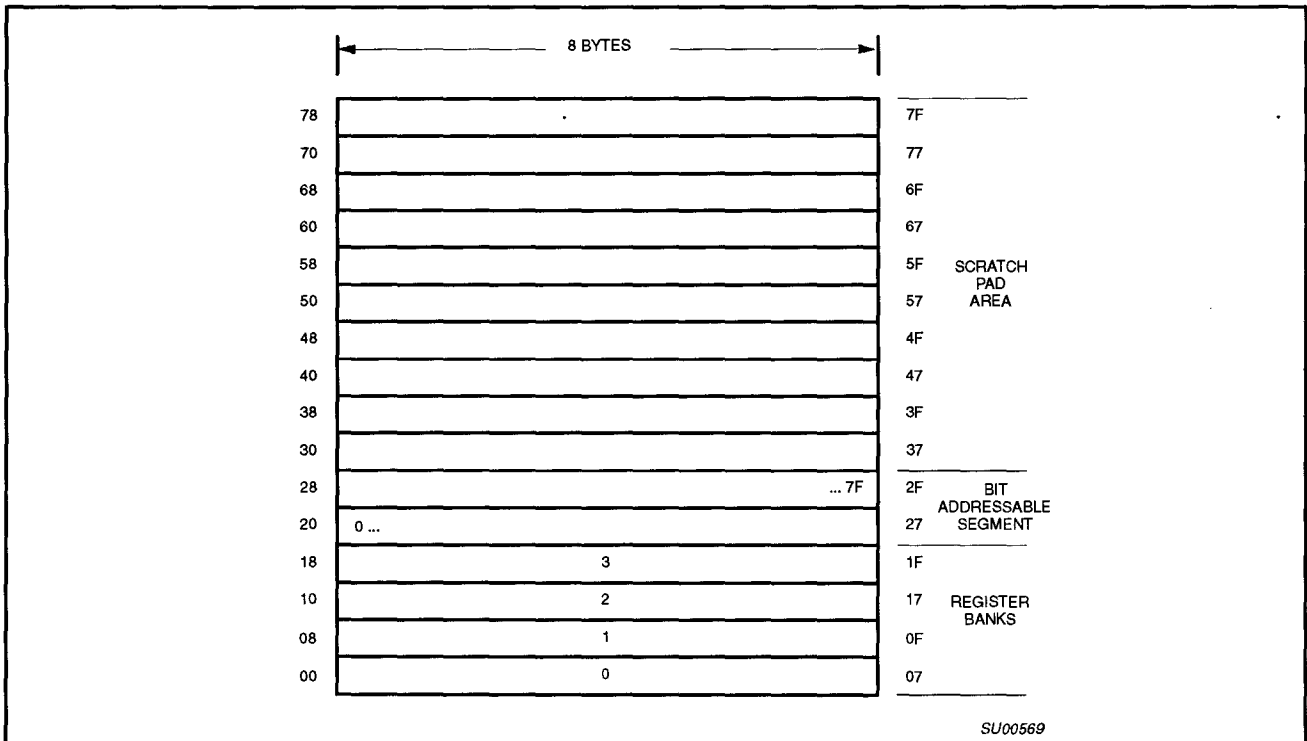 8 BYTES
78 7F
70 77
68 6F
60 67
58 5F SCRATCH
PAD
50 57 AREA
48 4F
40 47
38 3F
30 37
28 ... 7F 2F BIT
ADDRESSABLE
20 0 ... 27 SEGMENT
18 3 1F
10 2 17 REGISTER
BANKS
08 1 0F
00 0 07
SU00569